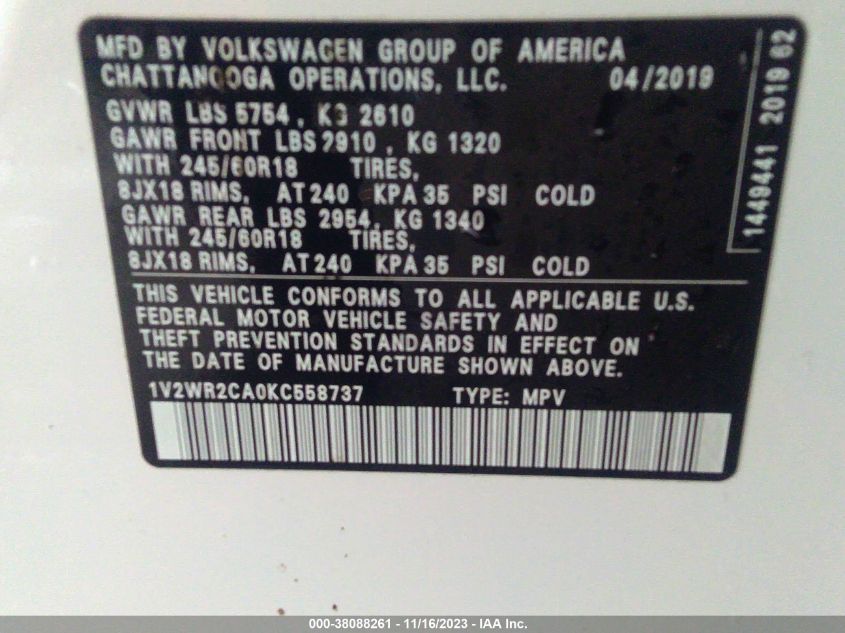 MFD BY VOLKSWAGEN GROUP OF AMERICA
CHATTANOOGA OPERATIONS, LLC. 04/2019
GVWR LBS 5754, KG 2610
GAWR FRONT LBS 2910, KG 1320
WITH 245/60R18 TIRES,
8JX18 RIMS, AT 240 KPA 35 PSI COLD
GAWR REAR LBS 2954, KG 1340
WITH 245/60R18 TIRES,
8JX18 RIMS, AT 240 KPA 35 PSI COLD
THIS VEHICLE CONFORMS TO ALL APPLICABLE U.S.
FEDERAL MOTOR VEHICLE SAFETY AND
THEFT PREVENTION STANDARDS IN EFFECT ON
THE DATE OF MANUFACTURE SHOWN ABOVE.
1V2WR2CA0KC558737 TYPE: MPV
1449441 2019 62
000-38088261 - 11/16/2023 - IAA Inc.